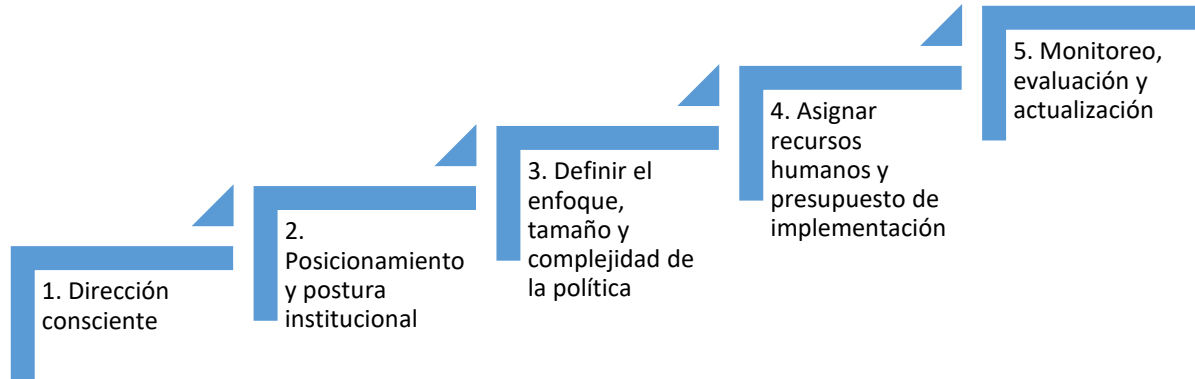 1. Dirección
consciente
2.
Posicionamiento
y postura
institucional
3. Definir el
enfoque,
tamaño y
complejidad de
la política
4. Asignar
recursos
humanos y
presupuesto de
implementación
5. Monitoreo,
evaluación y
actualización